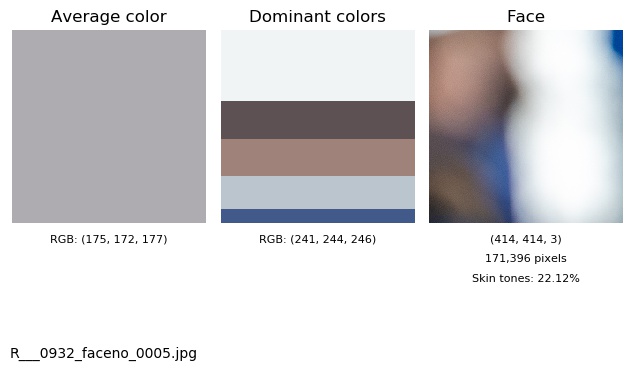 Average color
Dominant colors
Face
RGB: (175, 172, 177)
RGB: (241, 244, 246)
(414, 414, 3)
171,396 pixels
Skin tones: 22.12%
R___0932_faceno_0005.jpg